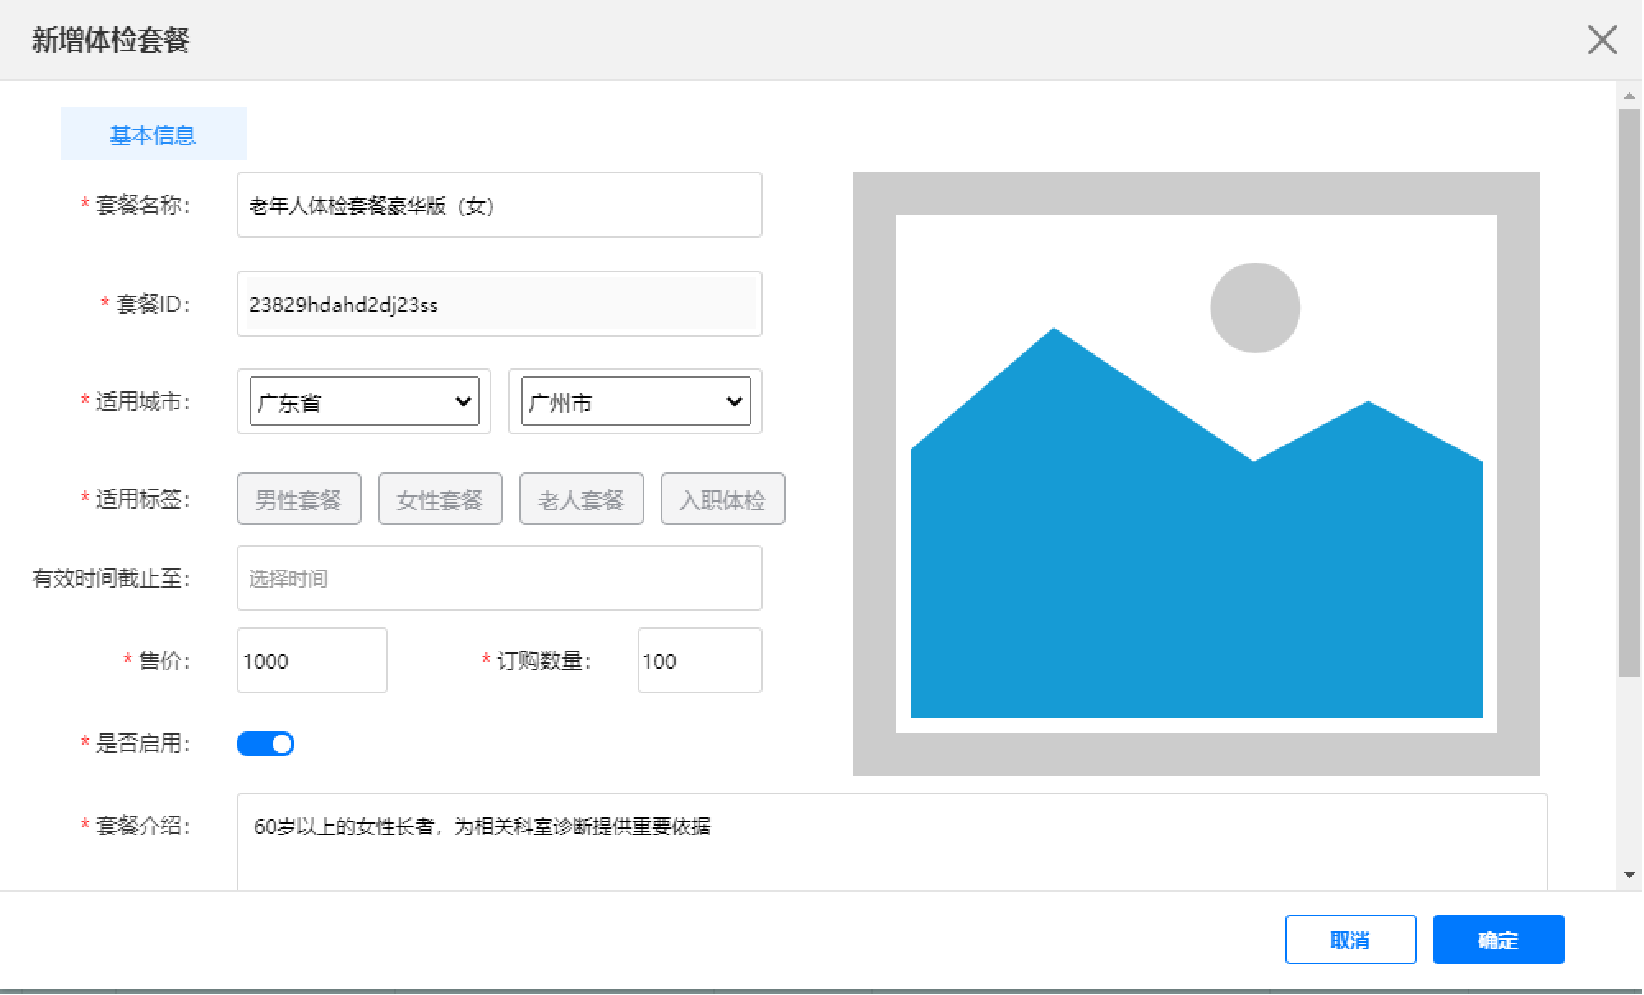 新增体检套餐
基本信息
* 套餐名称： 老年人体检套餐豪华版（女）
* 套餐ID： 23829hdahd2dj23ss
* 适用城市： 广东省 广州市
* 适用标签： 男性套餐 女性套餐 老人套餐 入职体检
有效时间截止至： 选择时间
* 售价： 1000 * 订购数量： 100
* 是否启用：
* 套餐介绍： 60岁以上的女性长者，为相关科室诊断提供重要依据
取消 确定